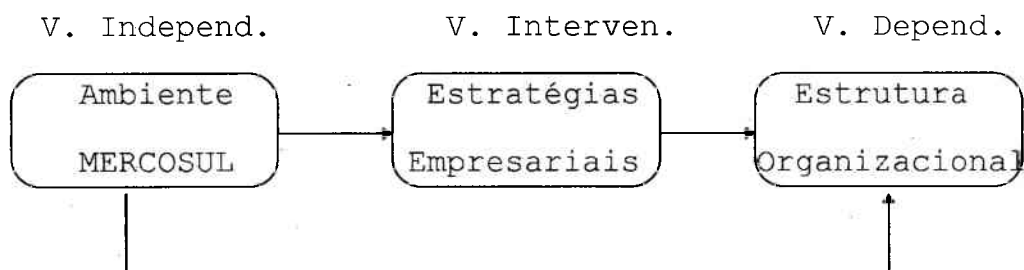 V. Independ. V. Interven. V. Depend.
Ambiente Estratégias Estrutura
MERCOSUL Empresariais Organizacional